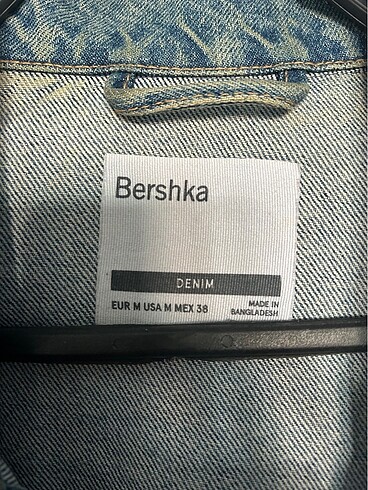 Bershka
DENIM
EUR M USA M MEX 38
MADE IN
BANGLADESH